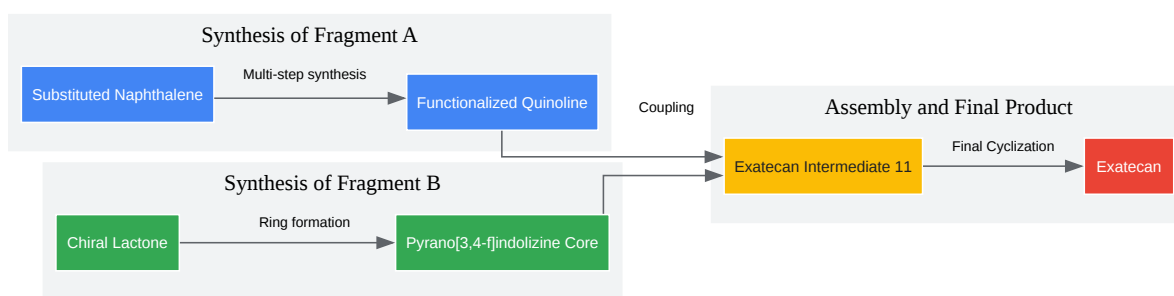 Synthesis of Fragment A
Substituted Naphthalene
Multi-step synthesis
Functionalized Quinoline
Synthesis of Fragment B
Chiral Lactone
Ring formation
Pyrano[3,4-f]indolizine Core
Coupling
Assembly and Final Product
Exatecan Intermediate 11
Final Cyclization
Exatecan